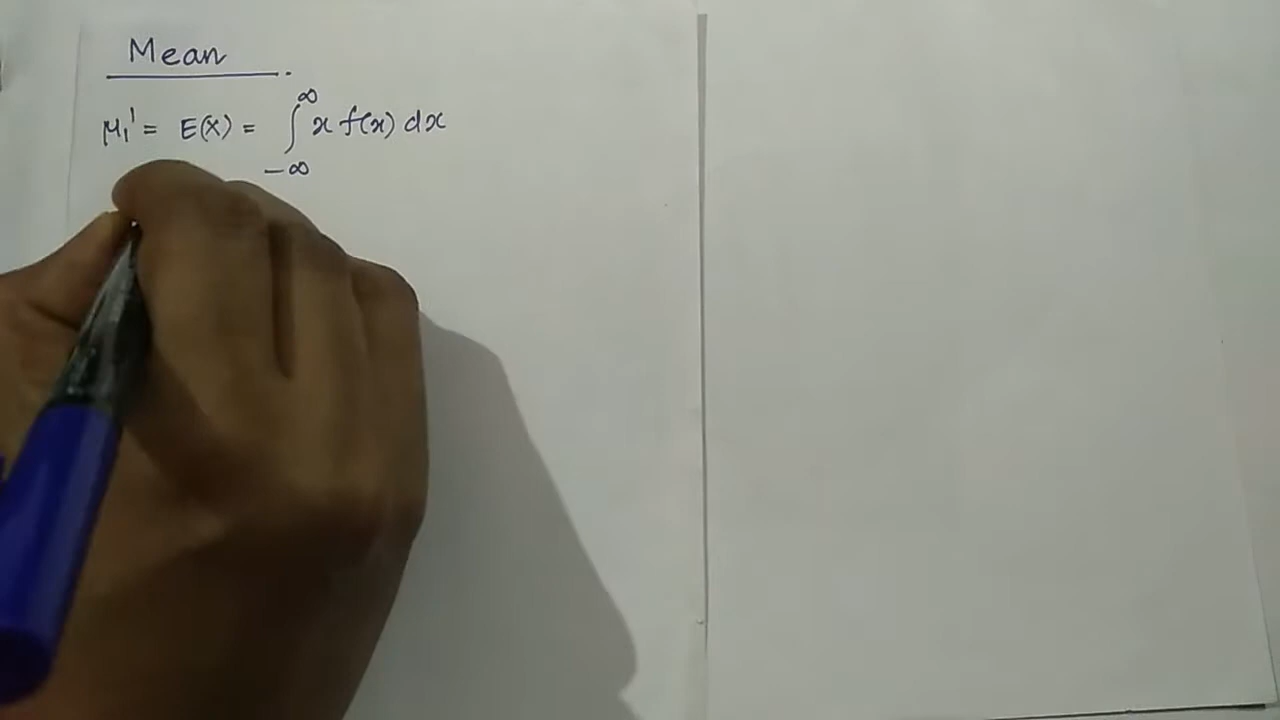 Mean
μ₁' = E(X) = ∫_{-∞}^{∞} x f(x) dx